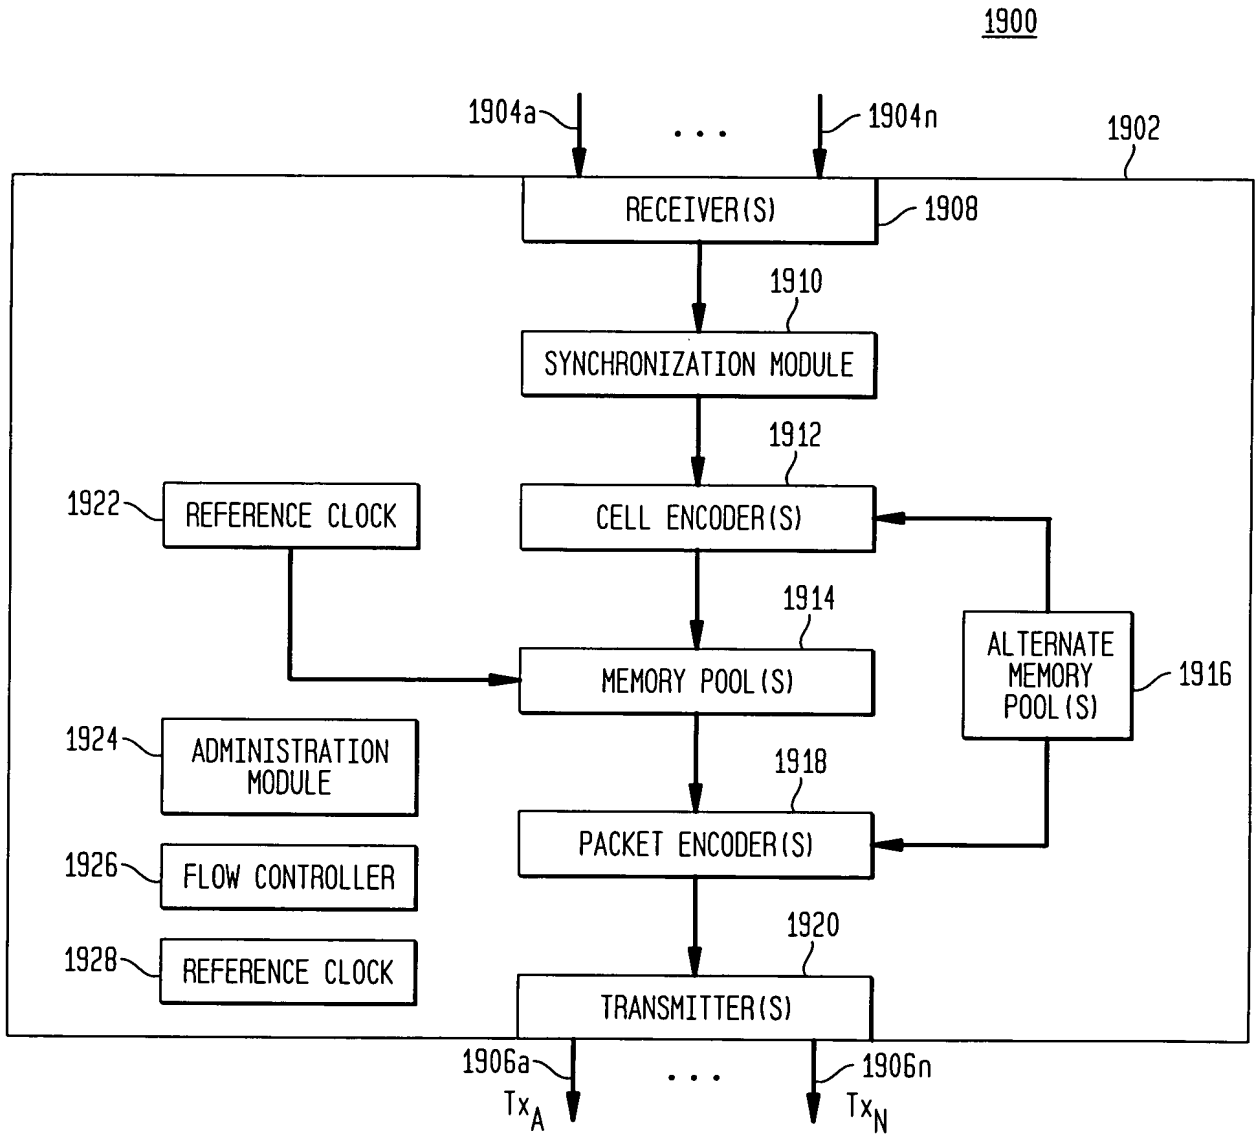 1900
1904a
. . .
1904n
1902
RECEIVER(S)
1908
1910
SYNCHRONIZATION MODULE
1912
1922
REFERENCE CLOCK
CELL ENCODER(S)
1914
ALTERNATE
MEMORY
POOL(S)
1916
MEMORY POOL(S)
1924
ADMINISTRATION
MODULE
1918
PACKET ENCODER(S)
1926
FLOW CONTROLLER
1920
1928
REFERENCE CLOCK
TRANSMITTER(S)
1906a
. . .
1906n
TxA
TxN